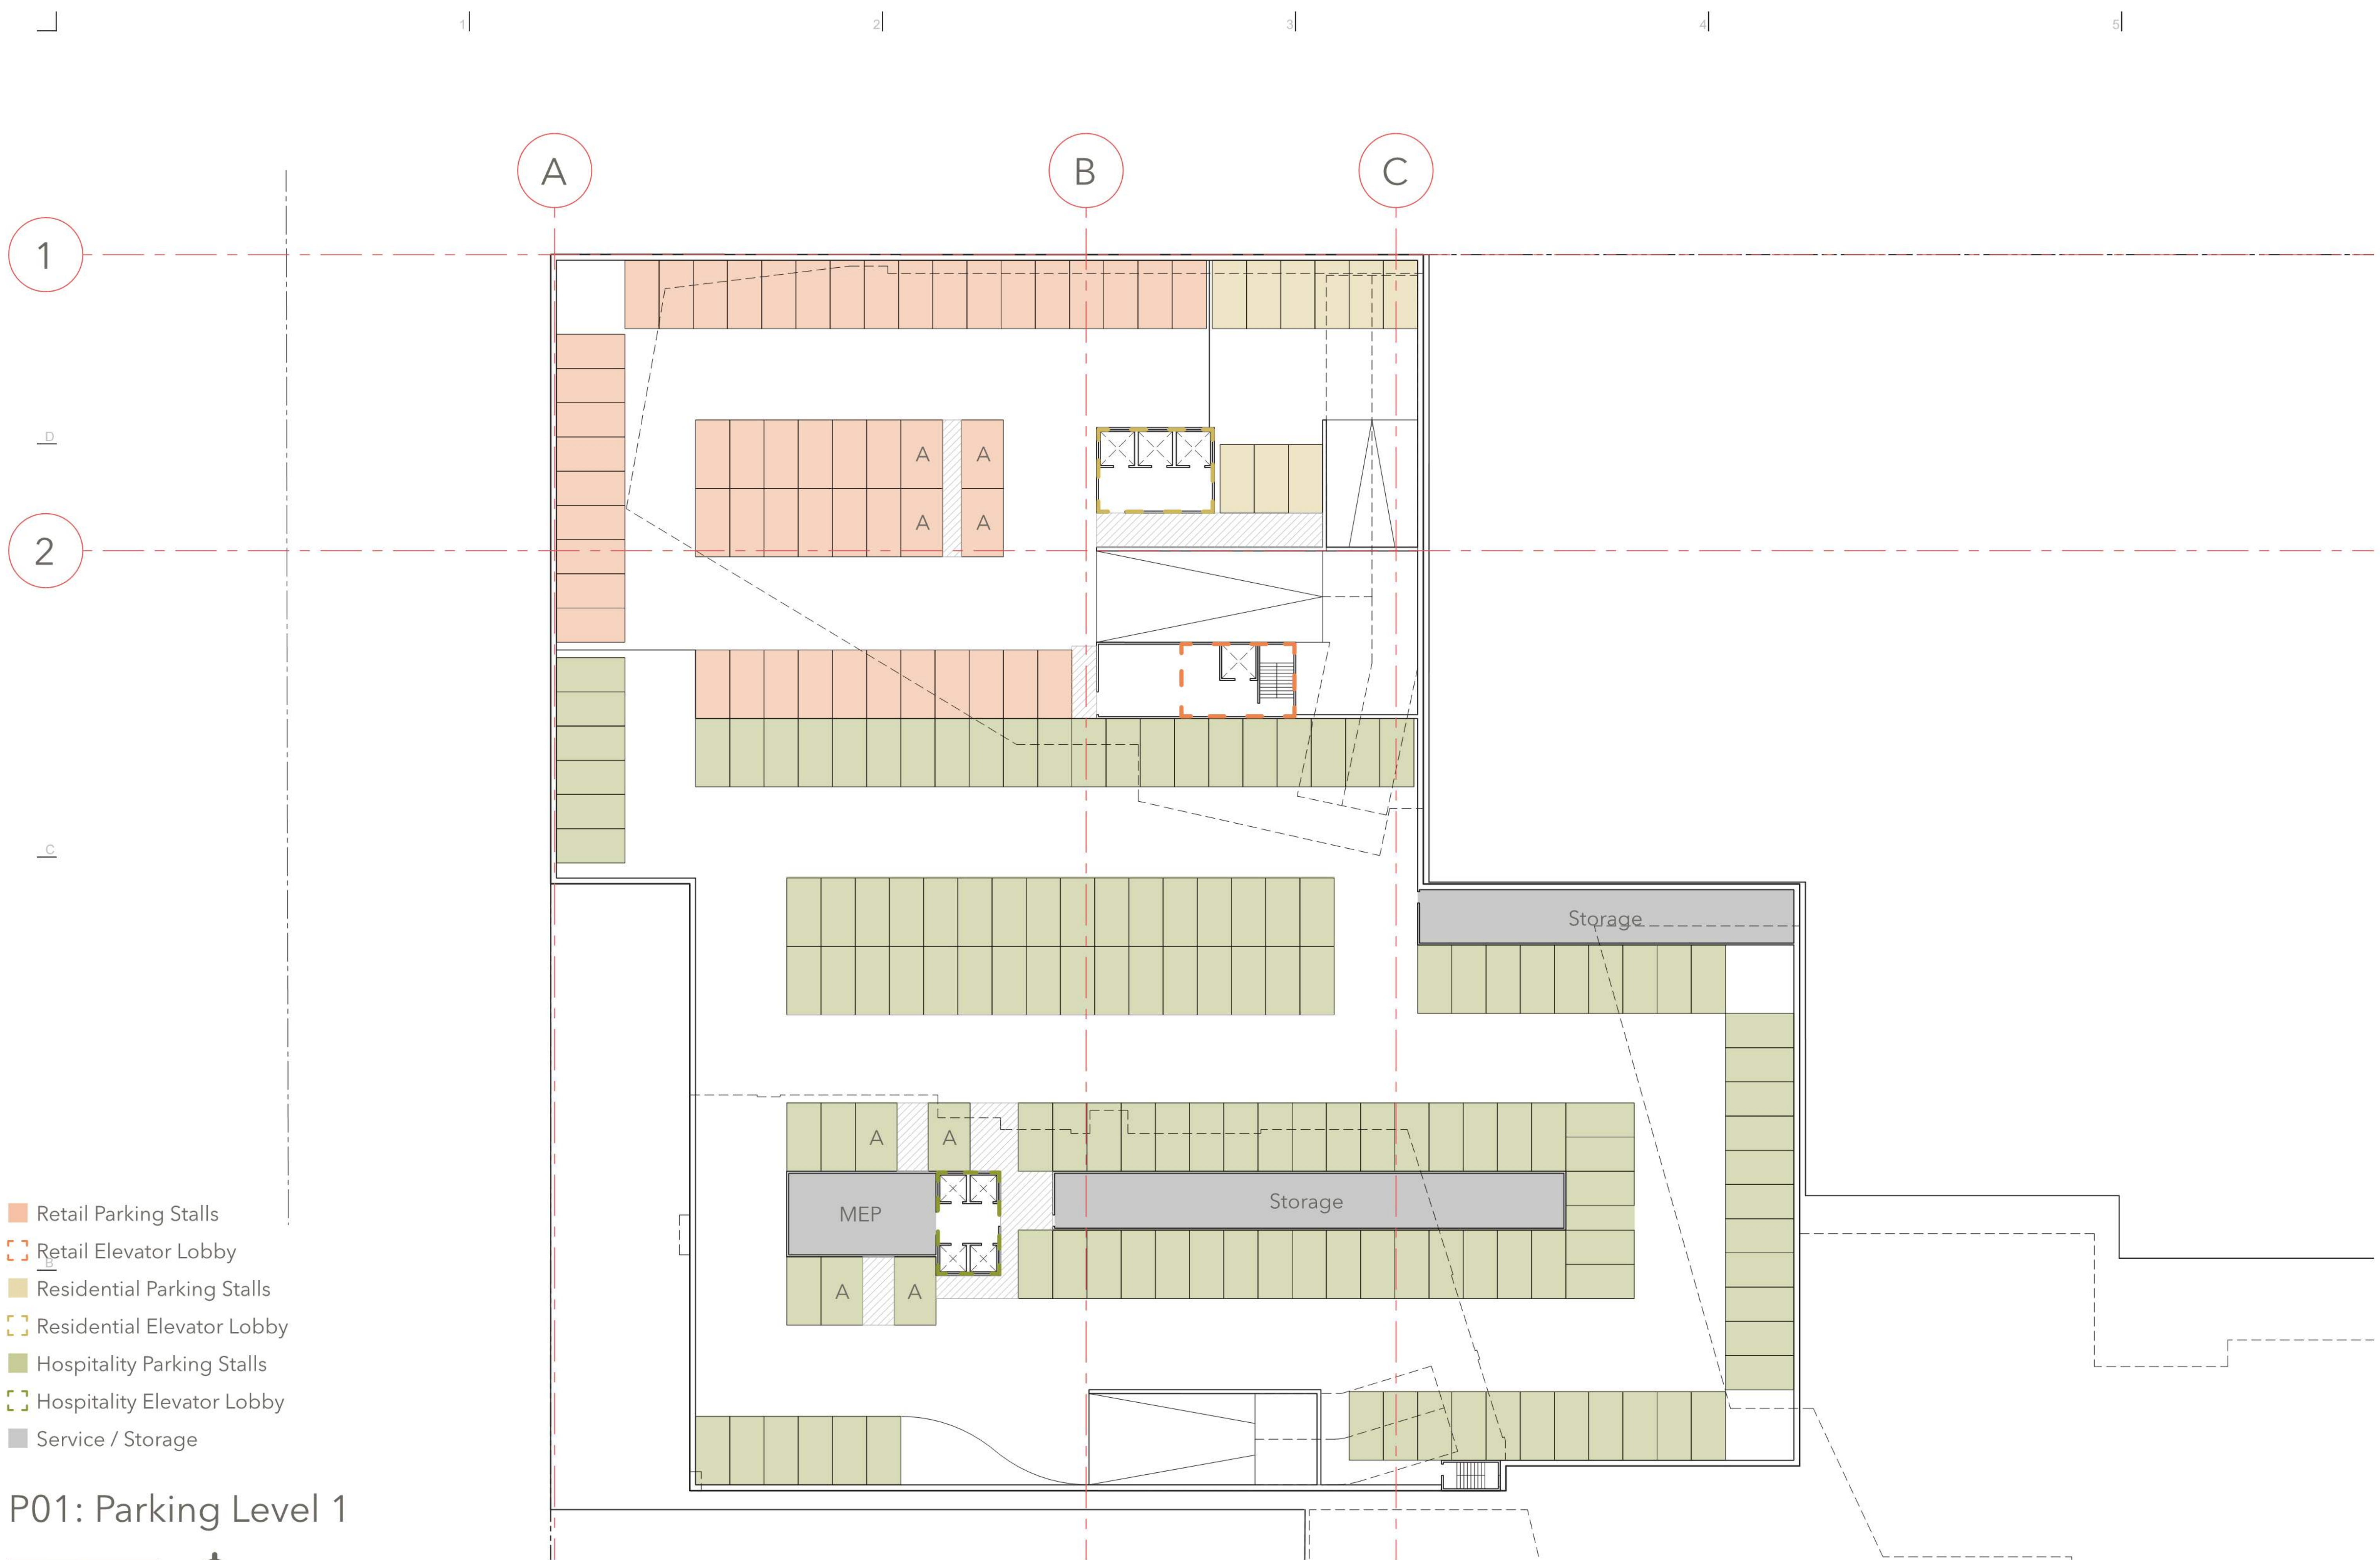 1 2 3 4 5
A B C
1
D
A A
A A
2
C
Storage
A A
MEP Storage
A A
Retail Parking Stalls
Retail Elevator Lobby
B
Residential Parking Stalls
Residential Elevator Lobby
Hospitality Parking Stalls
Hospitality Elevator Lobby
Service / Storage
P01: Parking Level 1